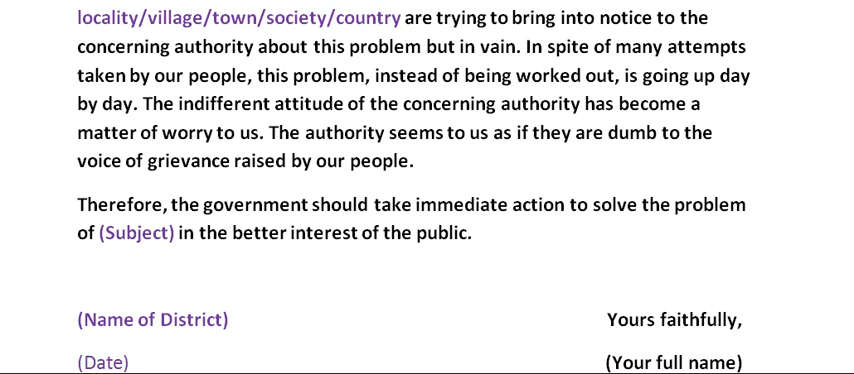 locality/village/town/society/country are trying to bring into notice to the
concerning authority about this problem but in vain. In spite of many attempts
taken by our people, this problem, instead of being worked out, is going up day
by day. The indifferent attitude of the concerning authority has become a
matter of worry to us. The authority seems to us as if they are dumb to the
voice of grievance raised by our people.
Therefore, the government should take immediate action to solve the problem
of (Subject) in the better interest of the public.
(Name of District) Yours faithfully,
(Date) (Your full name)